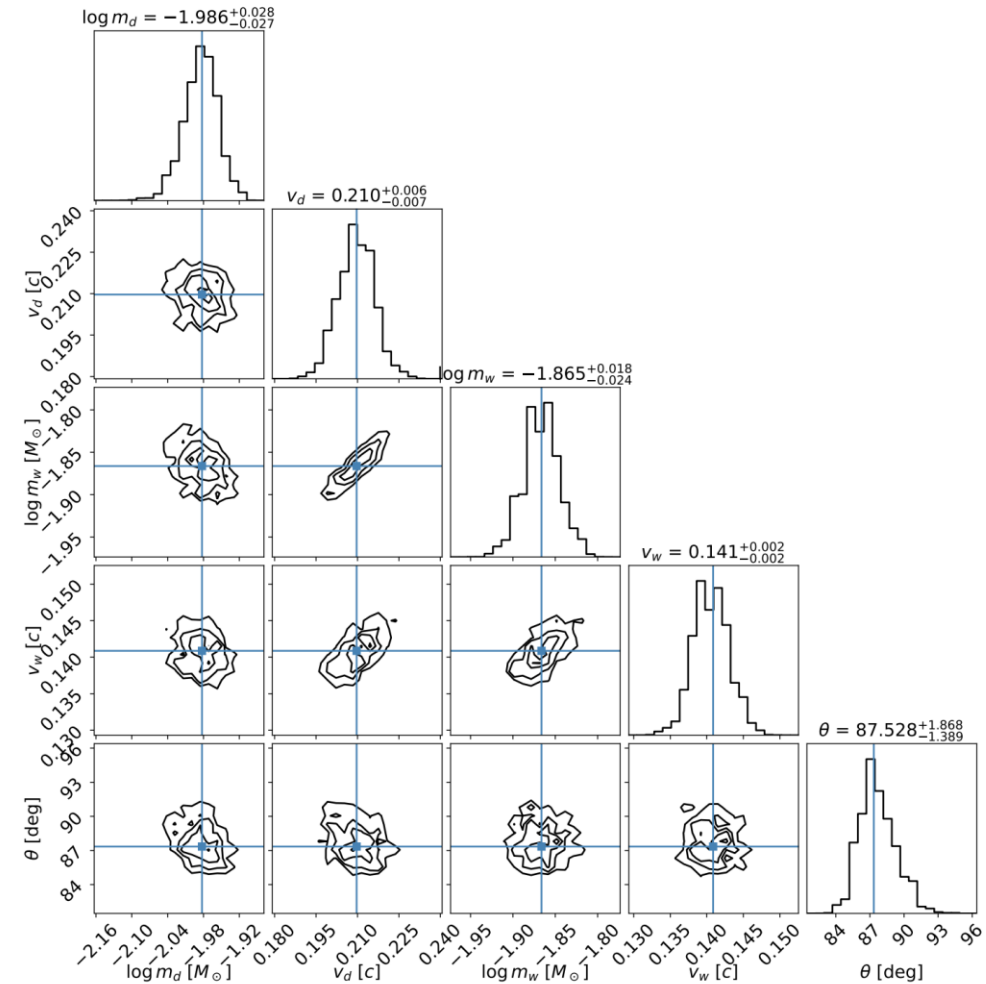 log m_d = −1.986^{+0.028}_{−0.027}
v_d = 0.210^{+0.006}_{−0.007}
0.240
0.225
0.210
0.195
0.180
v_d [c]
log m_w = −1.865^{+0.018}_{−0.024}
0.180
−1.80
−1.85
−1.90
−1.95
log m_w [M_⊙]
v_w = 0.141^{+0.002}_{−0.002}
0.150
0.145
0.140
0.135
0.130
v_w [c]
θ = 87.528^{+1.868}_{−1.389}
96
93
90
87
84
θ [deg]
−2.16 −2.10 −2.04 −1.98 −1.92 0.180 0.195 0.210 0.225 0.240 −1.95 −1.90 −1.85 −1.80 0.130 0.135 0.140 0.145 0.150 84 87 90 93 96
log m_d [M_⊙] v_d [c] log m_w [M_⊙] v_w [c] θ [deg]